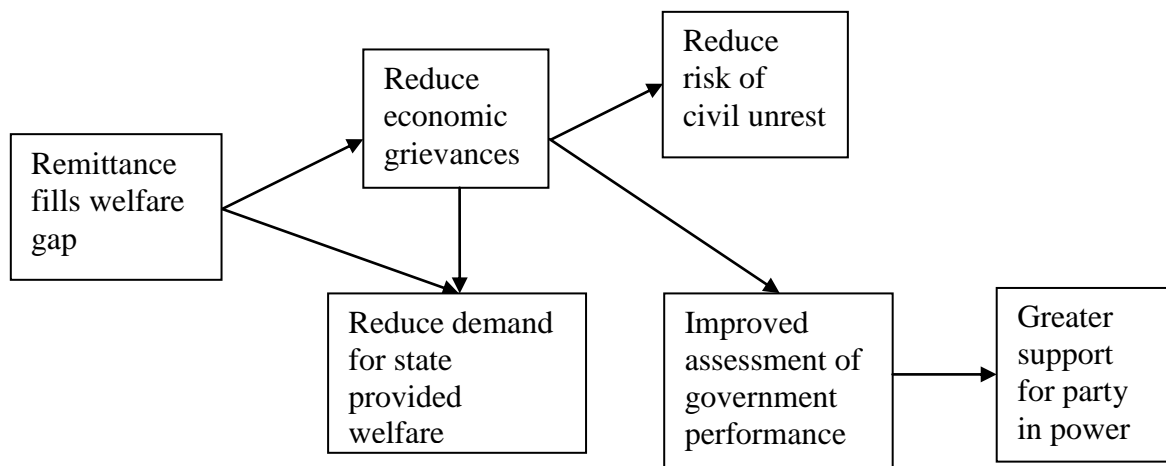 Remittance
fills welfare
gap
Reduce
economic
grievances
Reduce
risk of
civil unrest
Reduce demand
for state
provided
welfare
Improved
assessment of
government
performance
Greater
support
for party
in power